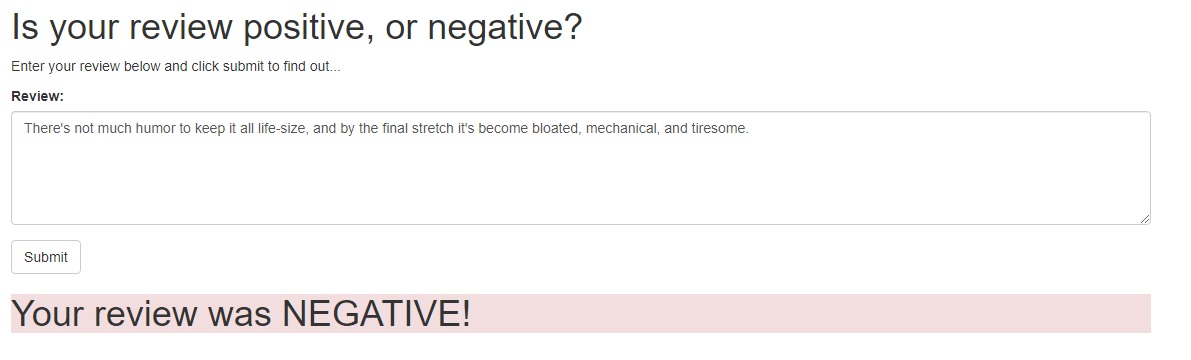 Is your review positive, or negative?
Enter your review below and click submit to find out...
Review:
There's not much humor to keep it all life-size, and by the final stretch it's become bloated, mechanical, and tiresome.
Submit
Your review was NEGATIVE!